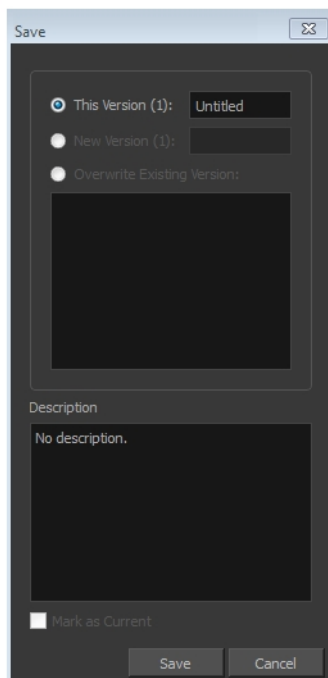 Save
This Version (1): Untitled
New Version (1):
Overwrite Existing Version:
Description
No description.
Mark as Current
Save Cancel